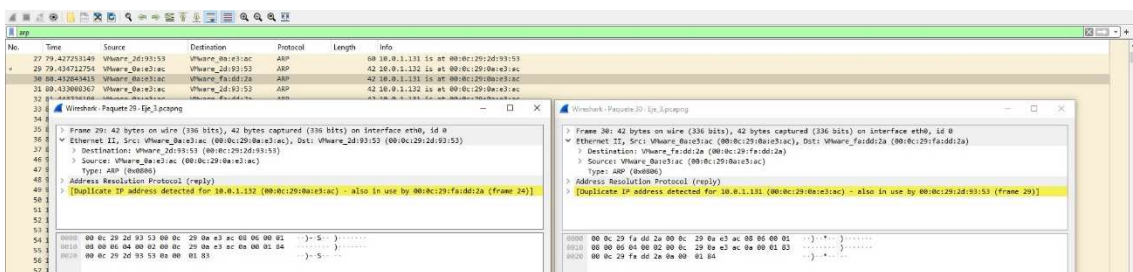 arp
No. Time Source Destination Protocol Length Info
27 79.427253149 VMware_2d:93:53 VMware_0a:e3:ac ARP 60 10.0.1.131 is at 00:0c:29:2d:93:53
29 79.434712754 VMware_0a:e3:ac VMware_2d:93:53 ARP 42 10.0.1.132 is at 00:0c:29:0a:e3:ac
30 80.432843415 VMware_0a:e3:ac VMware_fa:dd:2a ARP 42 10.0.1.131 is at 00:0c:29:0a:e3:ac
31 80.433008367 VMware_0a:e3:ac VMware_2d:93:53 ARP 42 10.0.1.132 is at 00:0c:29:0a:e3:ac
32
33
34
35
36
37
46
48
49
50
51
52
53
54
55
56
57
Wireshark · Paquete 29 · Eje_3.pcapng
> Frame 29: 42 bytes on wire (336 bits), 42 bytes captured (336 bits) on interface eth0, id 0
Ethernet II, Src: VMware_0a:e3:ac (00:0c:29:0a:e3:ac), Dst: VMware_2d:93:53 (00:0c:29:2d:93:53)
> Destination: VMware_2d:93:53 (00:0c:29:2d:93:53)
> Source: VMware_0a:e3:ac (00:0c:29:0a:e3:ac)
Type: ARP (0x0806)
> Address Resolution Protocol (reply)
> [Duplicate IP address detected for 10.0.1.132 (00:0c:29:0a:e3:ac) - also in use by 00:0c:29:fa:dd:2a (frame 24)]
0000 00 0c 29 2d 93 53 00 0c 29 0a e3 ac 08 06 00 01
0010 08 00 06 04 00 02 00 0c 29 0a e3 ac 0a 00 01 84
0020 00 0c 29 2d 93 53 0a 00 01 83
Wireshark · Paquete 30 · Eje_3.pcapng
> Frame 30: 42 bytes on wire (336 bits), 42 bytes captured (336 bits) on interface eth0, id 0
Ethernet II, Src: VMware_0a:e3:ac (00:0c:29:0a:e3:ac), Dst: VMware_fa:dd:2a (00:0c:29:fa:dd:2a)
> Destination: VMware_fa:dd:2a (00:0c:29:fa:dd:2a)
> Source: VMware_0a:e3:ac (00:0c:29:0a:e3:ac)
Type: ARP (0x0806)
> Address Resolution Protocol (reply)
> [Duplicate IP address detected for 10.0.1.131 (00:0c:29:0a:e3:ac) - also in use by 00:0c:29:2d:93:53 (frame 29)]
0000 00 0c 29 fa dd 2a 00 0c 29 0a e3 ac 08 06 00 01
0010 08 00 06 04 00 02 00 0c 29 0a e3 ac 0a 00 01 83
0020 00 0c 29 fa dd 2a 0a 00 01 84